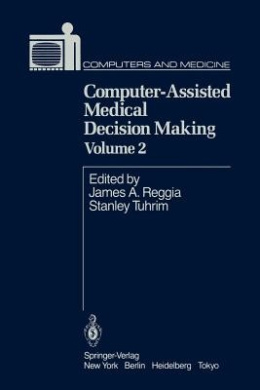 COMPUTERS AND MEDICINE
Computer-Assisted
Medical
Decision Making
Volume 2
Edited by
James A. Reggia
Stanley Tuhrim
Springer-Verlag
New York Berlin Heidelberg Tokyo